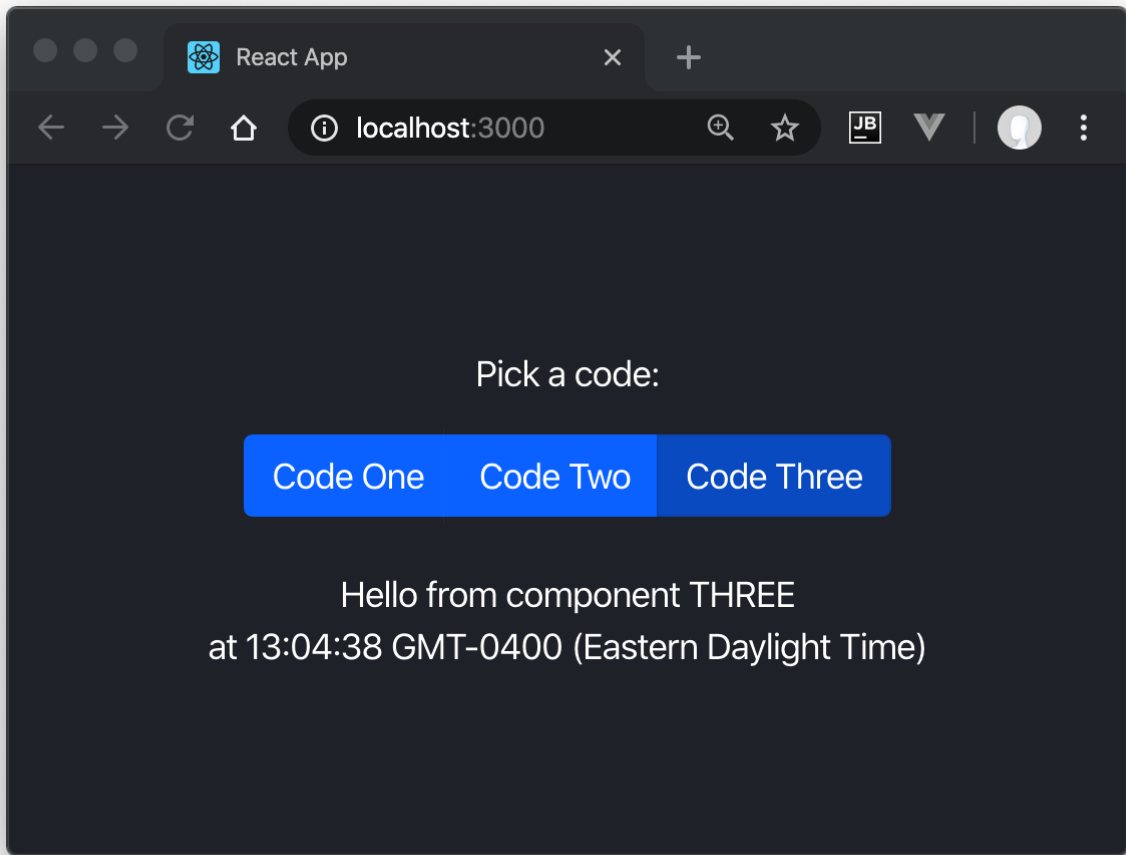 React App
localhost:3000
JB
Pick a code:
Code One Code Two Code Three
Hello from component THREE
at 13:04:38 GMT-0400 (Eastern Daylight Time)